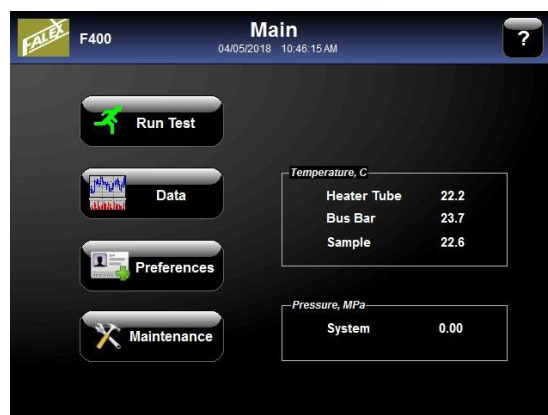 FALEX
F400
Main
04/05/2018 10:46:15 AM
?
Run Test
Data
Preferences
Maintenance
Temperature, C
Heater Tube 22.2
Bus Bar 23.7
Sample 22.6
Pressure, MPa
System 0.00